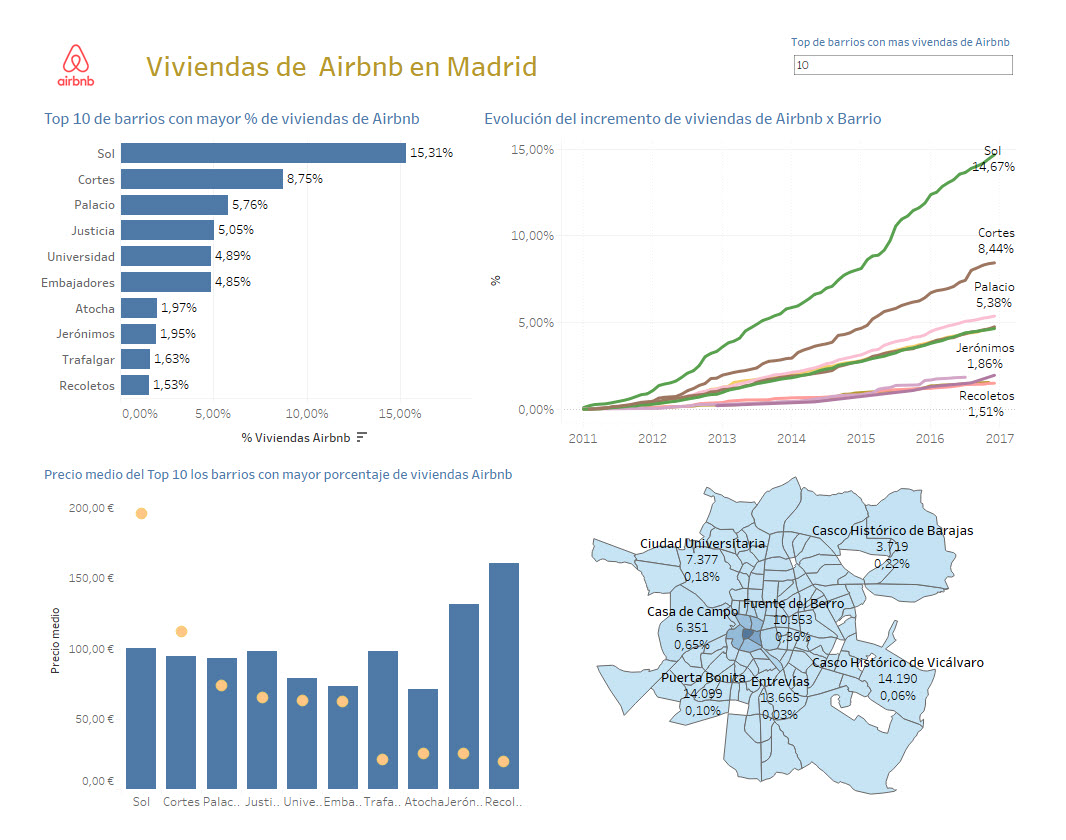 Top de barrios con mas vivendas de Airbnb
10
airbnb
Viviendas de Airbnb en Madrid
Top 10 de barrios con mayor % de viviendas de Airbnb
Sol 15,31%
Cortes 8,75%
Palacio 5,76%
Justicia 5,05%
Universidad 4,89%
Embajadores 4,85%
Atocha 1,97%
Jerónimos 1,95%
Trafalgar 1,63%
Recoletos 1,53%
0,00% 5,00% 10,00% 15,00%
% Viviendas Airbnb
Evolución del incremento de viviendas de Airbnb x Barrio
15,00%
10,00%
5,00%
0,00%
%
Sol
14,67%
Cortes
8,44%
Palacio
5,38%
Jerónimos
1,86%
Recoletos
1,51%
2011 2012 2013 2014 2015 2016 2017
Precio medio del Top 10 los barrios con mayor porcentaje de viviendas Airbnb
200,00 €
150,00 €
100,00 €
50,00 €
0,00 €
Precio medio
Sol Cortes Palac.. Justi.. Unive.. Emba.. Trafa.. Atocha Jerón.. Recol..
Casco Histórico de Barajas
3.719
0,22%
Ciudad Universitaria
7.377
0,18%
Fuente del Berro
10.553
0,36%
Casa de Campo
6.351
0,65%
Casco Histórico de Vicálvaro
14.190
0,06%
Puerta Bonita
14.099
0,10%
Entrevías
13.665
0,03%